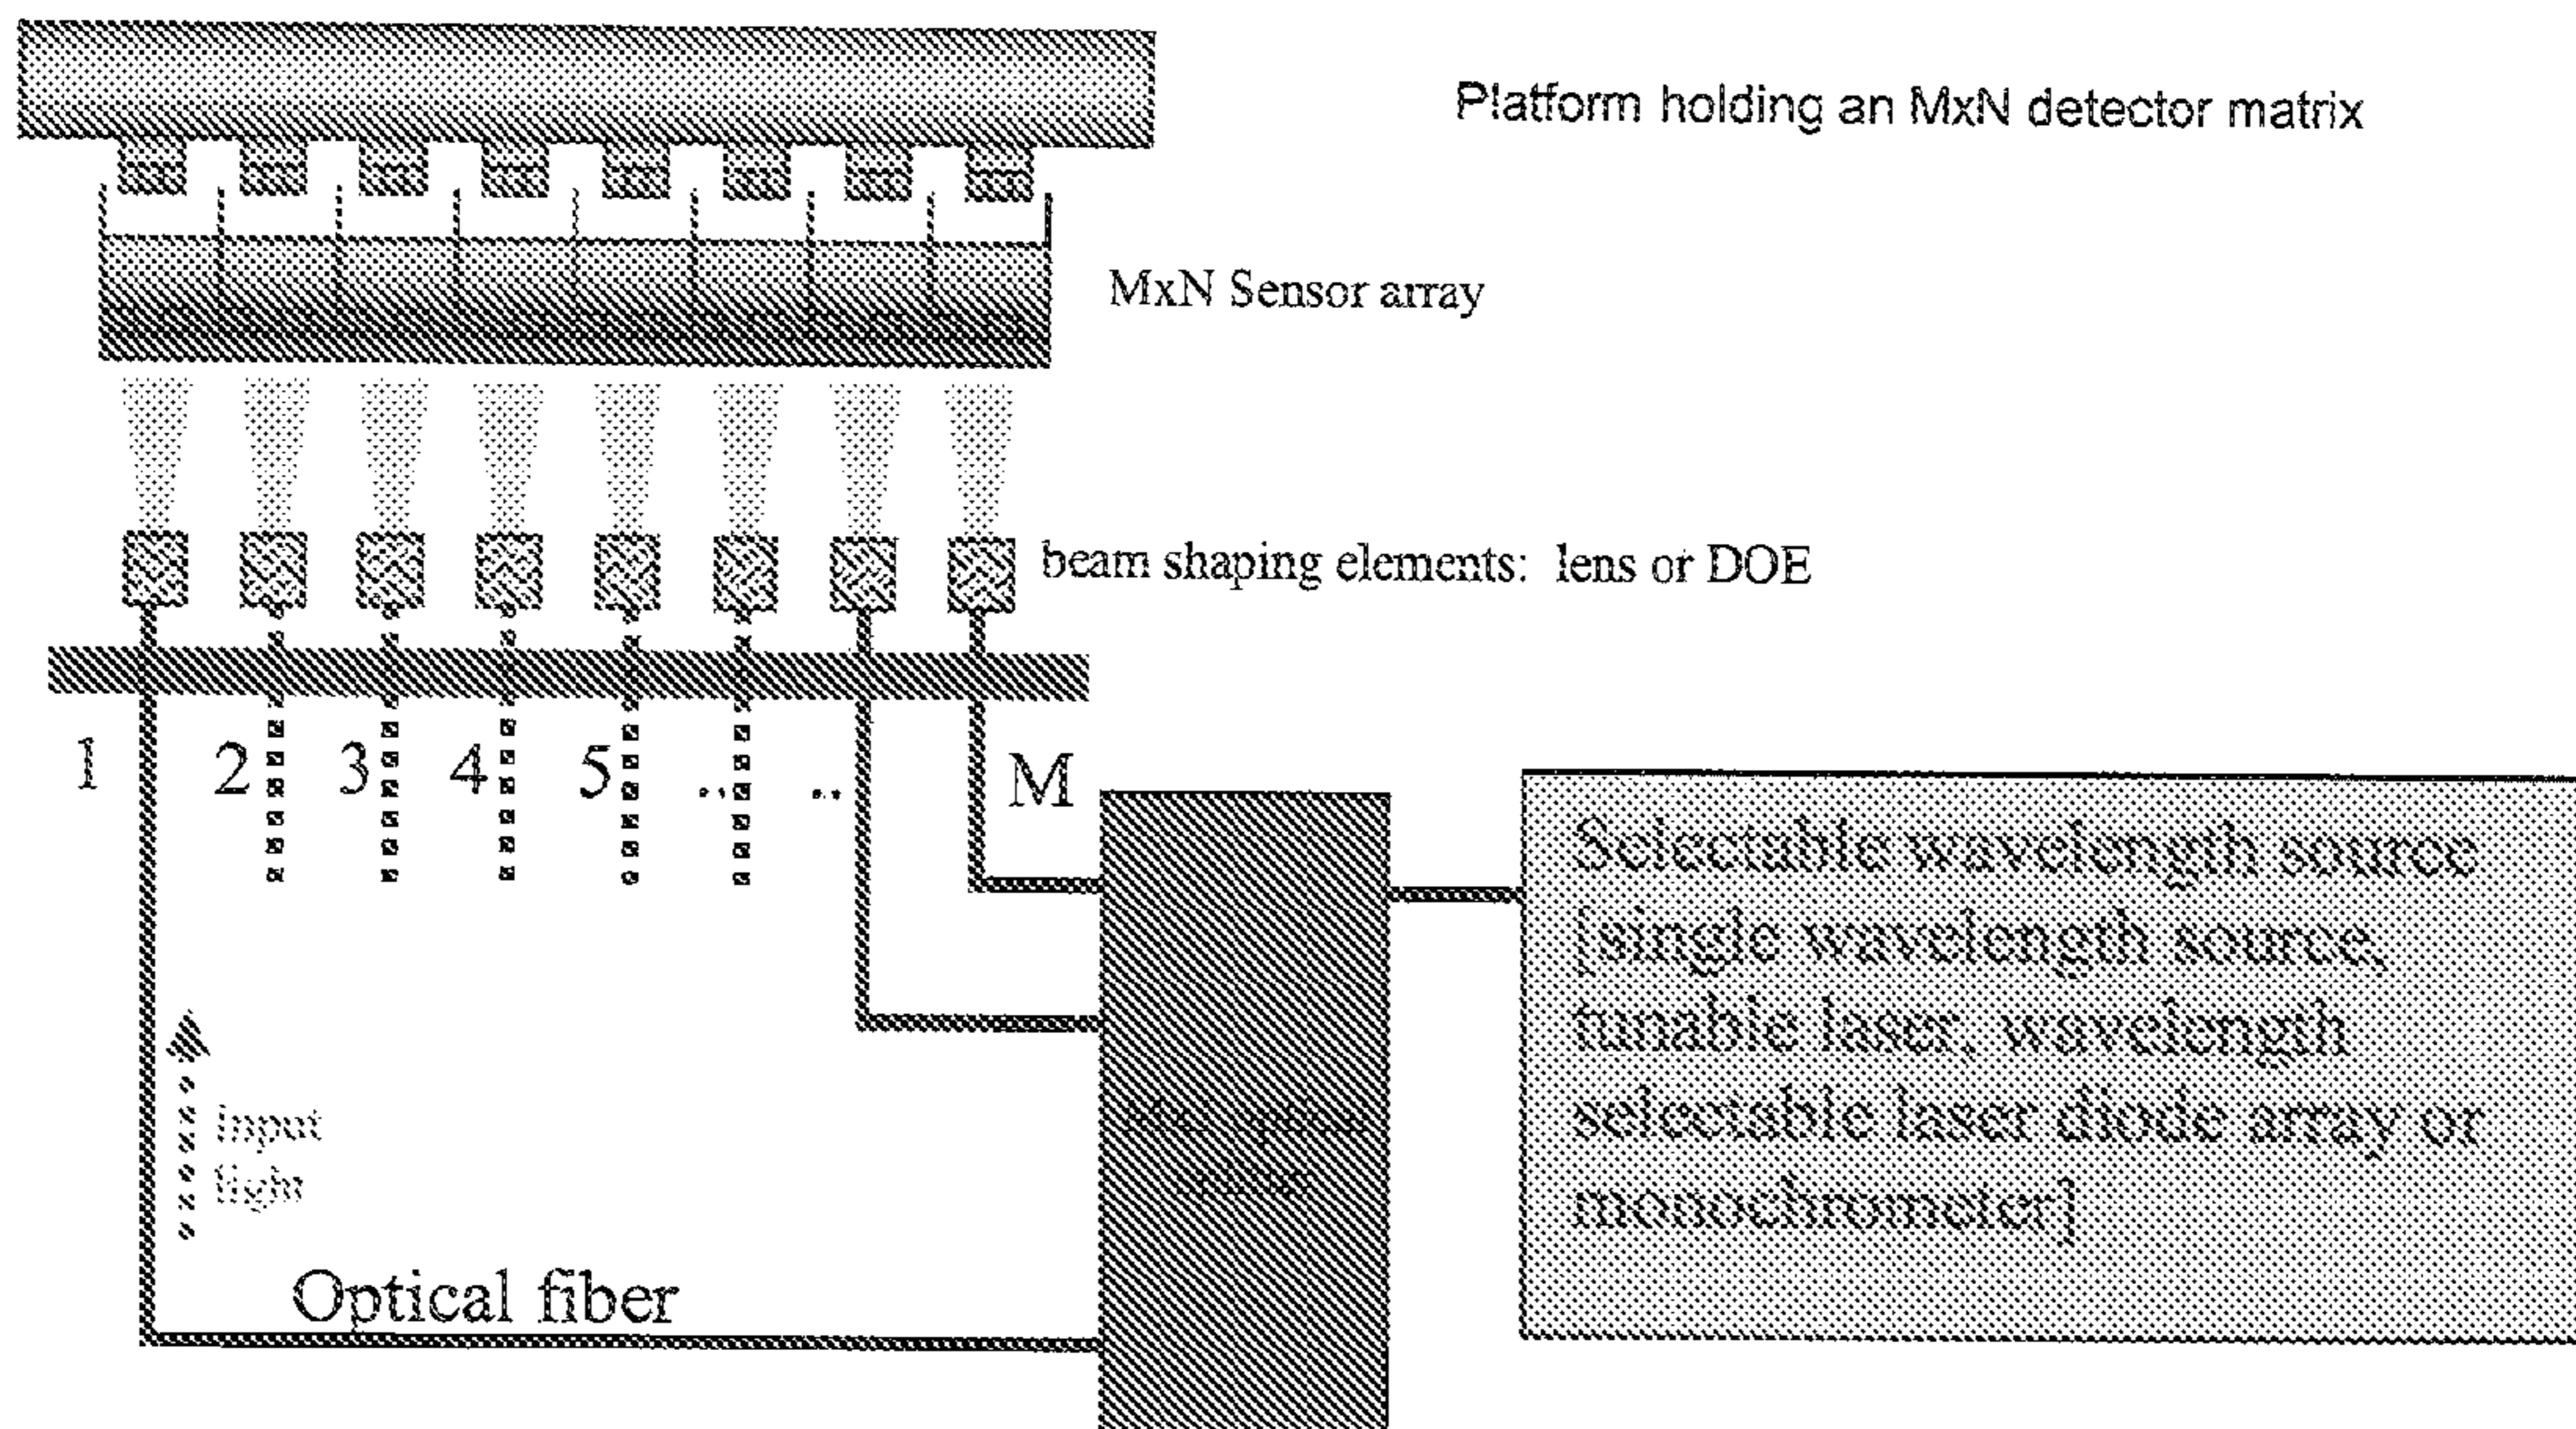 Platform holding an MxN detector matrix
MxN Sensor array
beam shaping elements: lens or DOE
1 2 3 4 5 .. .. M
Selectable wavelength source
[single wavelength source,
tunable laser, wavelength
selectable laser diode array or
monochrometer]
input
light
Optical fiber